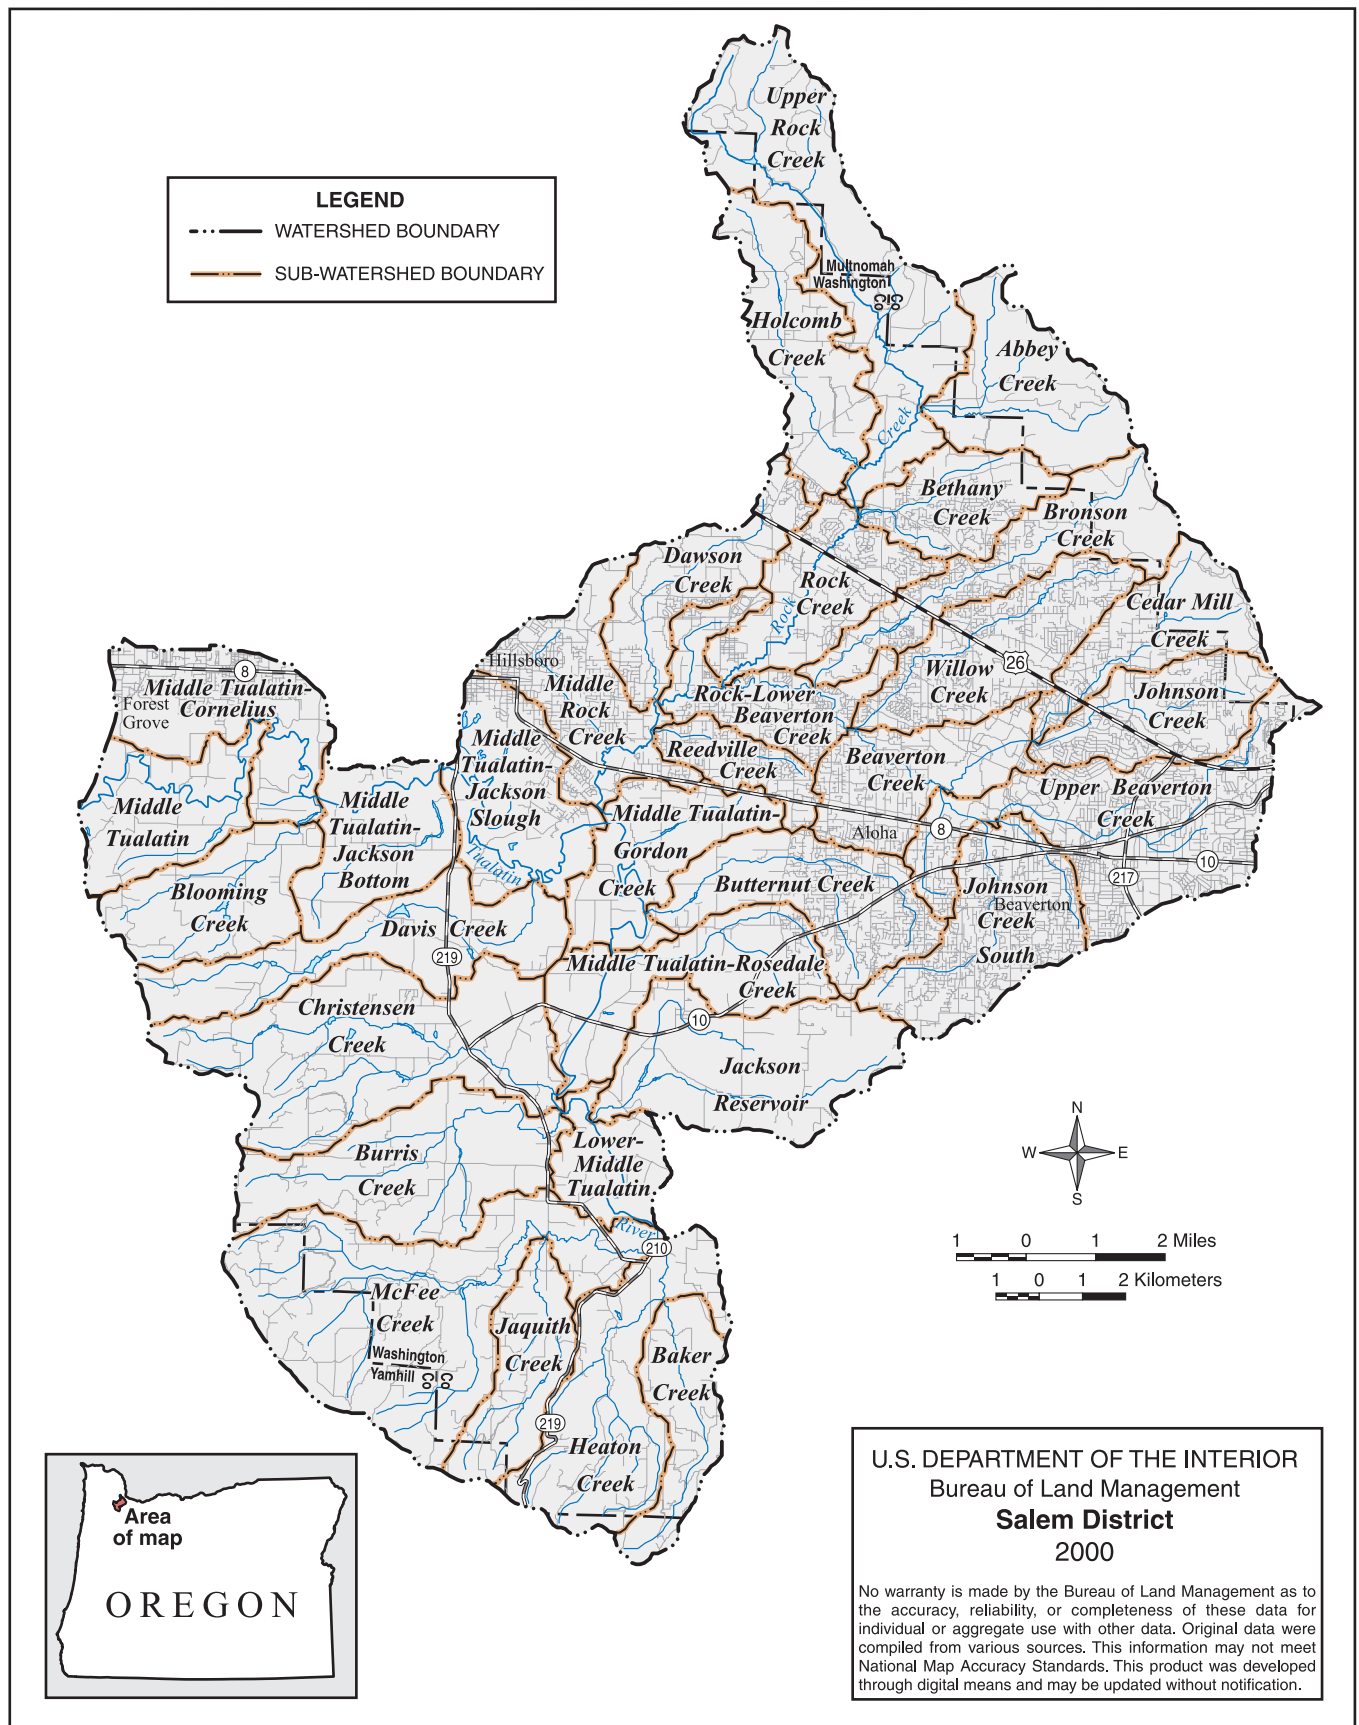 Upper
Rock
Creek
LEGEND
WATERSHED BOUNDARY
SUB-WATERSHED BOUNDARY
Multnomah
Washington
Co
Co
Holcomb
Creek
Abbey
Creek
Creek
Bethany
Creek
Bronson
Creek
Dawson
Creek
Rock
Creek
Rock
Cedar Mill
Creek
26
Willow
Creek
Johnson
Creek
Hillsboro
Middle
Rock
Creek
Rock-Lower
Beaverton
Creek
8
Middle Tualatin-
Cornelius
Forest
Grove
Middle
Tualatin-
Jackson
Slough
Reedville
Creek
Beaverton
Creek
Upper Beaverton
Creek
Middle
Tualatin
Middle
Tualatin-
Jackson
Bottom
Middle Tualatin-
Gordon
Creek
Aloha
8
10
217
Tualatin
Blooming
Creek
Butternut Creek
Johnson
Beaverton
Creek
South
Davis Creek
219
Middle Tualatin-Rosedale
Creek
Christensen
Creek
10
Jackson
Reservoir
Lower-
Middle
Tualatin
Burris
Creek
River
210
N
W
E
S
1 0 1 2 Miles
1 0 1 2 Kilometers
McFee
Creek
Washington
Yamhill
Co
Co
Jaquith
Creek
Baker
Creek
219
Heaton
Creek
Area
of map
OREGON
U.S. DEPARTMENT OF THE INTERIOR
Bureau of Land Management
Salem District
2000
No warranty is made by the Bureau of Land Management as to
the accuracy, reliability, or completeness of these data for
individual or aggregate use with other data. Original data were
compiled from various sources. This information may not meet
National Map Accuracy Standards. This product was developed
through digital means and may be updated without notification.